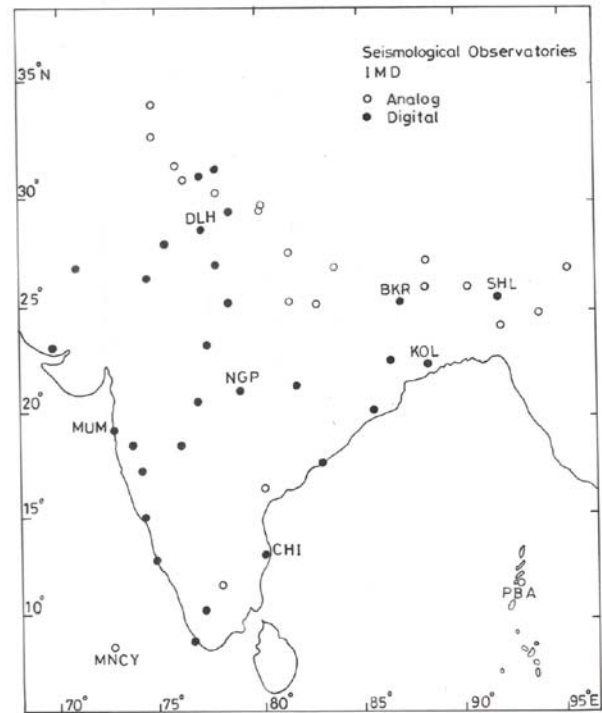 Seismological Observatories
IMD
Analog
Digital
35°N
30°
DLH
25°
BKR
SHL
KOL
NGP
20°
MUM
15°
CHI
10°
PBA
MNCY
70°
75°
80°
85°
90°
95°E